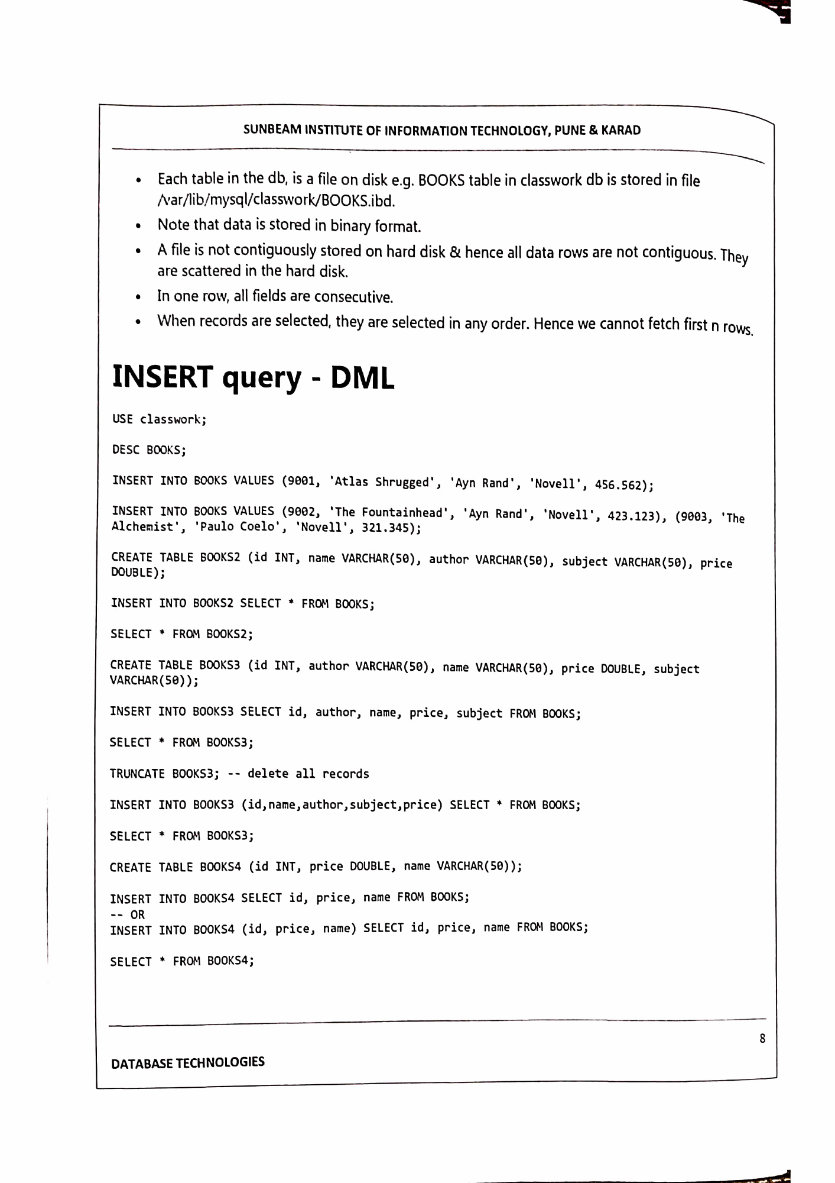 SUNBEAM INSTITUTE OF INFORMATION TECHNOLOGY, PUNE & KARAD
• Each table in the db, is a file on disk e.g. BOOKS table in classwork db is stored in file
/var/lib/mysql/classwork/BOOKS.ibd.
• Note that data is stored in binary format.
• A file is not contiguously stored on hard disk & hence all data rows are not contiguous. They
are scattered in the hard disk.
• In one row, all fields are consecutive.
• When records are selected, they are selected in any order. Hence we cannot fetch first n rows.
INSERT query - DML
USE classwork;
DESC BOOKS;
INSERT INTO BOOKS VALUES (9001, 'Atlas Shrugged', 'Ayn Rand', 'Novell', 456.562);
INSERT INTO BOOKS VALUES (9002, 'The Fountainhead', 'Ayn Rand', 'Novell', 423.123), (9003, 'The
Alchemist', 'Paulo Coelo', 'Novell', 321.345);
CREATE TABLE BOOKS2 (id INT, name VARCHAR(50), author VARCHAR(50), subject VARCHAR(50), price
DOUBLE);
INSERT INTO BOOKS2 SELECT * FROM BOOKS;
SELECT * FROM BOOKS2;
CREATE TABLE BOOKS3 (id INT, author VARCHAR(50), name VARCHAR(50), price DOUBLE, subject
VARCHAR(50));
INSERT INTO BOOKS3 SELECT id, author, name, price, subject FROM BOOKS;
SELECT * FROM BOOKS3;
TRUNCATE BOOKS3; -- delete all records
INSERT INTO BOOKS3 (id,name,author,subject,price) SELECT * FROM BOOKS;
SELECT * FROM BOOKS3;
CREATE TABLE BOOKS4 (id INT, price DOUBLE, name VARCHAR(50));
INSERT INTO BOOKS4 SELECT id, price, name FROM BOOKS;
-- OR
INSERT INTO BOOKS4 (id, price, name) SELECT id, price, name FROM BOOKS;
SELECT * FROM BOOKS4;
8
DATABASE TECHNOLOGIES